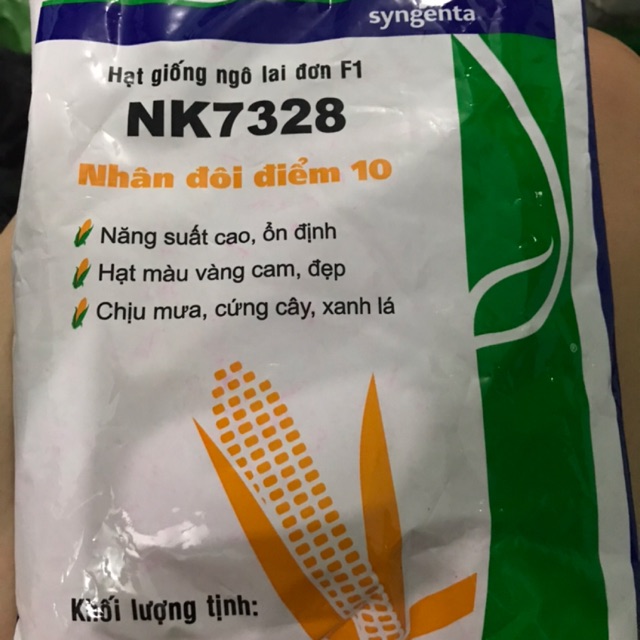 syngenta
Hạt giống ngô lai đơn F1
NK7328
Nhân đôi điểm 10
Năng suất cao, ổn định
Hạt màu vàng cam, đẹp
Chịu mưa, cứng cây, xanh lá
Khối lượng tịnh: